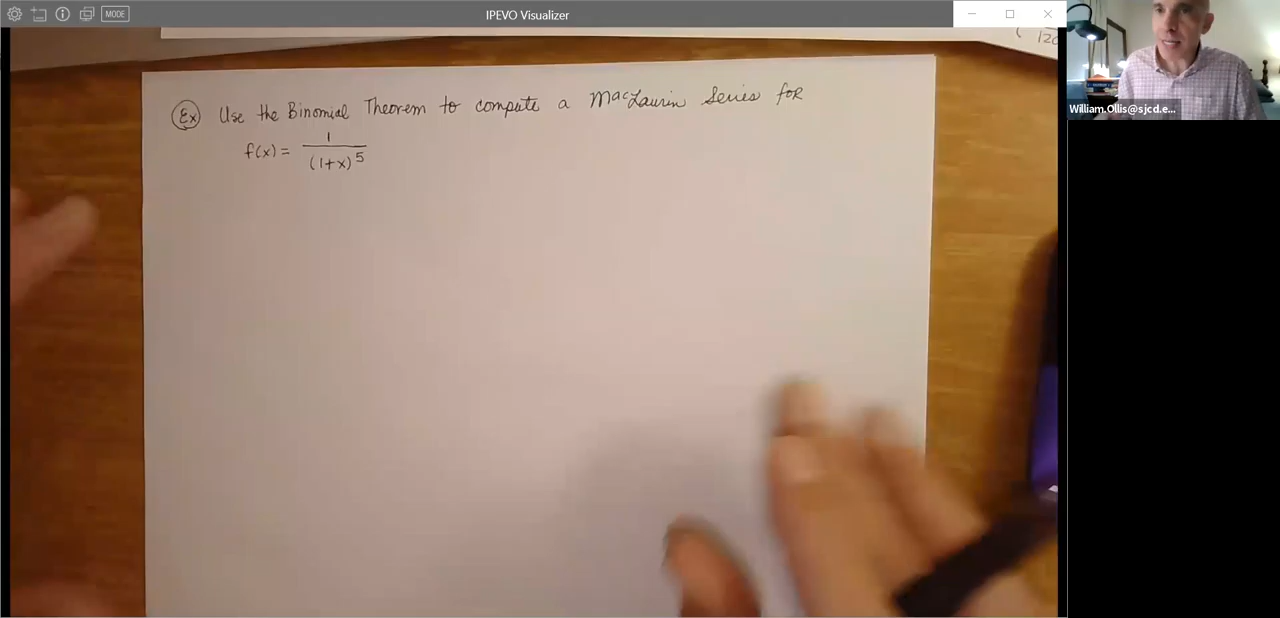 IPEVO Visualizer
MODE
120
William.Ollis@sjcd.e...
Ex Use the Binomial Theorem to compute a MacLaurin Series for
f(x) = 1/(1+x)^5